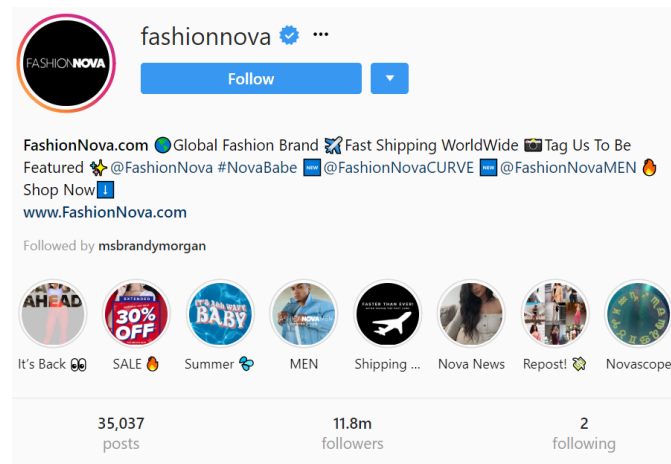 fashionnova
FASHIONNOVA
Follow
FashionNova.com 🌎Global Fashion Brand ✈️Fast Shipping WorldWide 📸Tag Us To Be
Featured ✨@FashionNova #NovaBabe 🆕@FashionNovaCURVE 🆕@FashionNovaMEN 🔥
Shop Now⬇️
www.FashionNova.com
Followed by msbrandymorgan
AHEAD
EXTENDED
30%
OFF
BABY
FASHIONNOVAMEN
FASTER THAN EVER!
It's Back 👀
SALE 🔥
Summer 💦
MEN
Shipping ...
Nova News
Repost! 💸
Novascope
35,037
11.8m
2
posts
followers
following